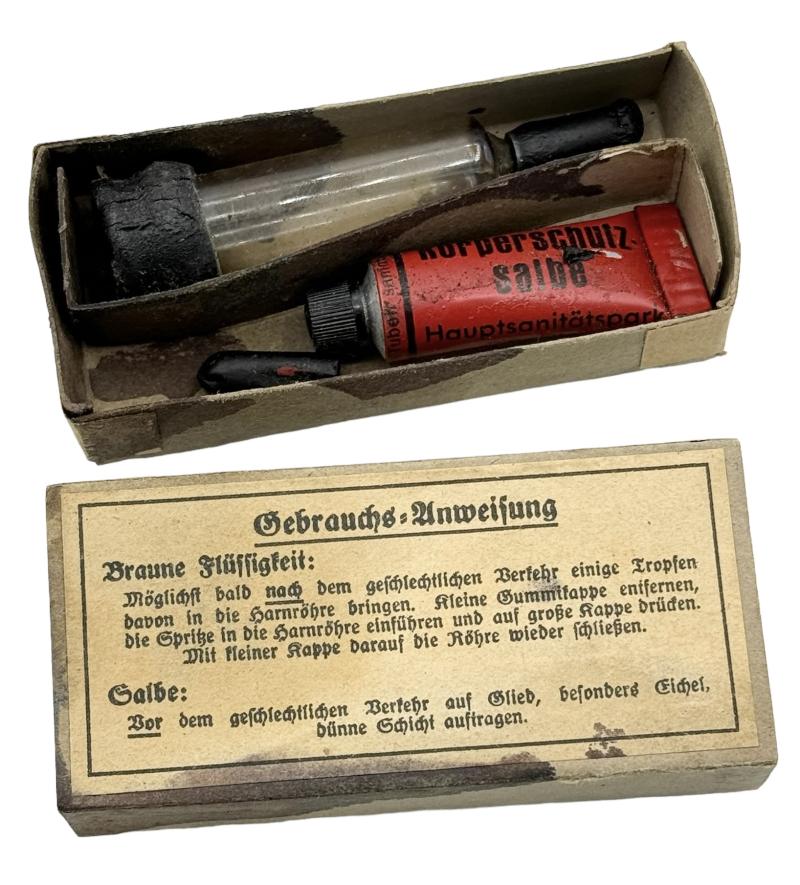 Körperschutz-
salbe
Hauptsanitätspark
Gebrauchs-Anweisung
Braune Flüssigkeit:
Möglichst bald nach dem geschlechtlichen Verkehr einige Tropfen
davon in die Harnröhre bringen. Kleine Gummikappe entfernen,
die Spritze in die Harnröhre einführen und auf große Kappe drücken.
Mit kleiner Kappe darauf die Röhre wieder schließen.
Salbe:
Vor dem geschlechtlichen Verkehr auf Glied, besonders Eichel,
dünne Schicht auftragen.